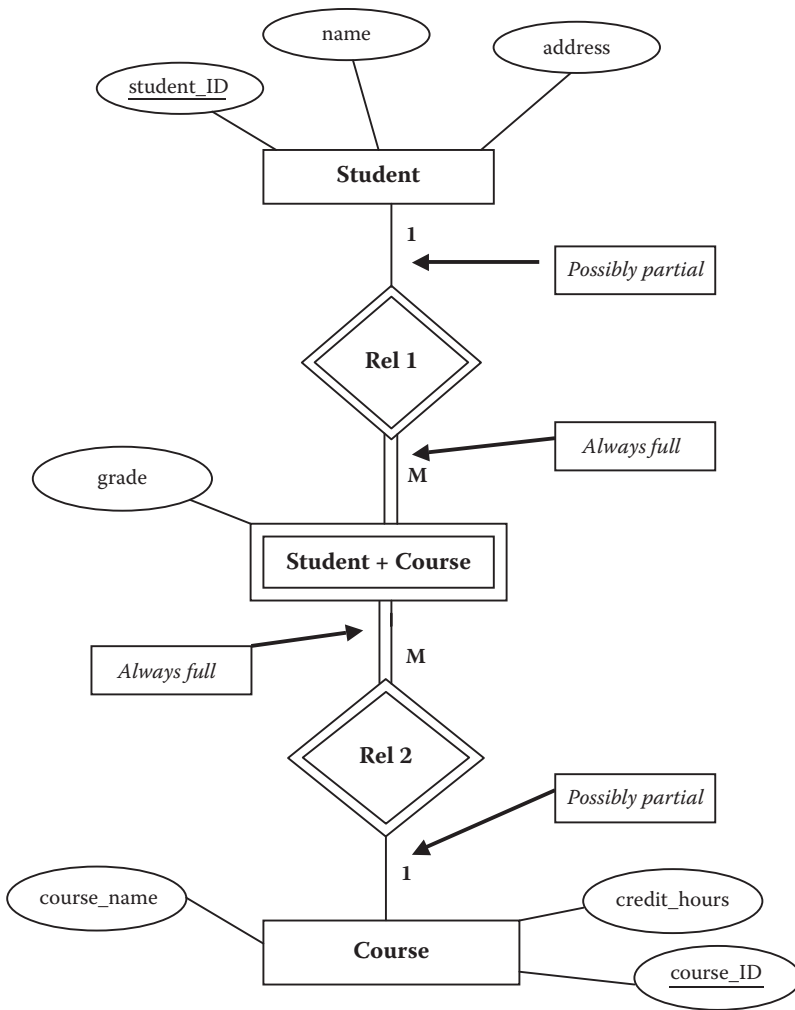 name
address
student_ID
Student
1
Possibly partial
Rel 1
Always full
M
grade
Student + Course
Always full
M
Rel 2
Possibly partial
1
course_name
credit_hours
Course
course_ID